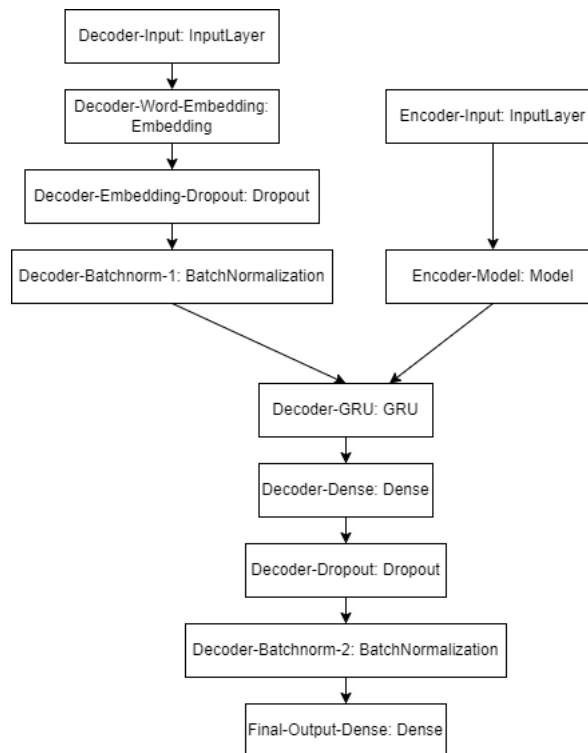 Decoder-Input: InputLayer
Decoder-Word-Embedding:
Embedding
Encoder-Input: InputLayer
Decoder-Embedding-Dropout: Dropout
Decoder-Batchnorm-1: BatchNormalization
Encoder-Model: Model
Decoder-GRU: GRU
Decoder-Dense: Dense
Decoder-Dropout: Dropout
Decoder-Batchnorm-2: BatchNormalization
Final-Output-Dense: Dense